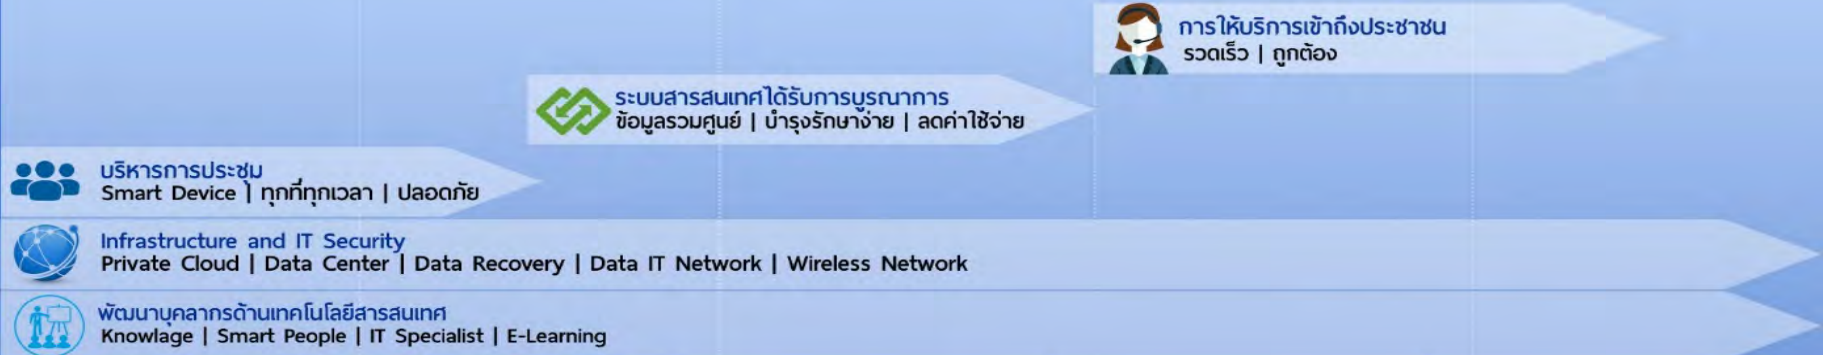 การให้บริการเข้าถึงประชาชน
รวดเร็ว | ถูกต้อง
ระบบสารสนเทศได้รับการบูรณาการ
ข้อมูลรวมศูนย์ | บำรุงรักษาง่าย | ลดค่าใช้จ่าย
บริหารการประชุม
Smart Device | ทุกที่ทุกเวลา | ปลอดภัย
Infrastructure and IT Security
Private Cloud | Data Center | Data Recovery | Data IT Network | Wireless Network
พัฒนาบุคลากรด้านเทคโนโลยีสารสนเทศ
Knowlage | Smart People | IT Specialist | E-Learning